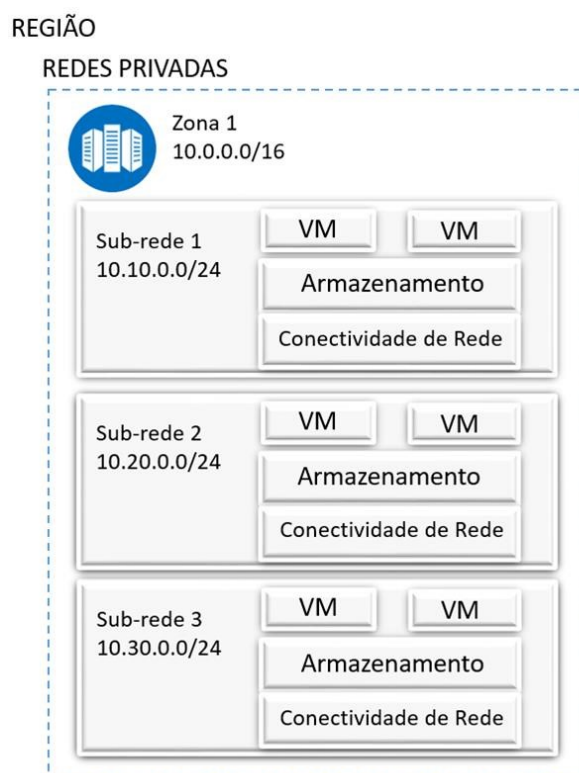 REGIÃO
REDES PRIVADAS
Zona 1
10.0.0.0/16
Sub-rede 1
10.10.0.0/24
VM
VM
Armazenamento
Conectividade de Rede
Sub-rede 2
10.20.0.0/24
VM
VM
Armazenamento
Conectividade de Rede
Sub-rede 3
10.30.0.0/24
VM
VM
Armazenamento
Conectividade de Rede